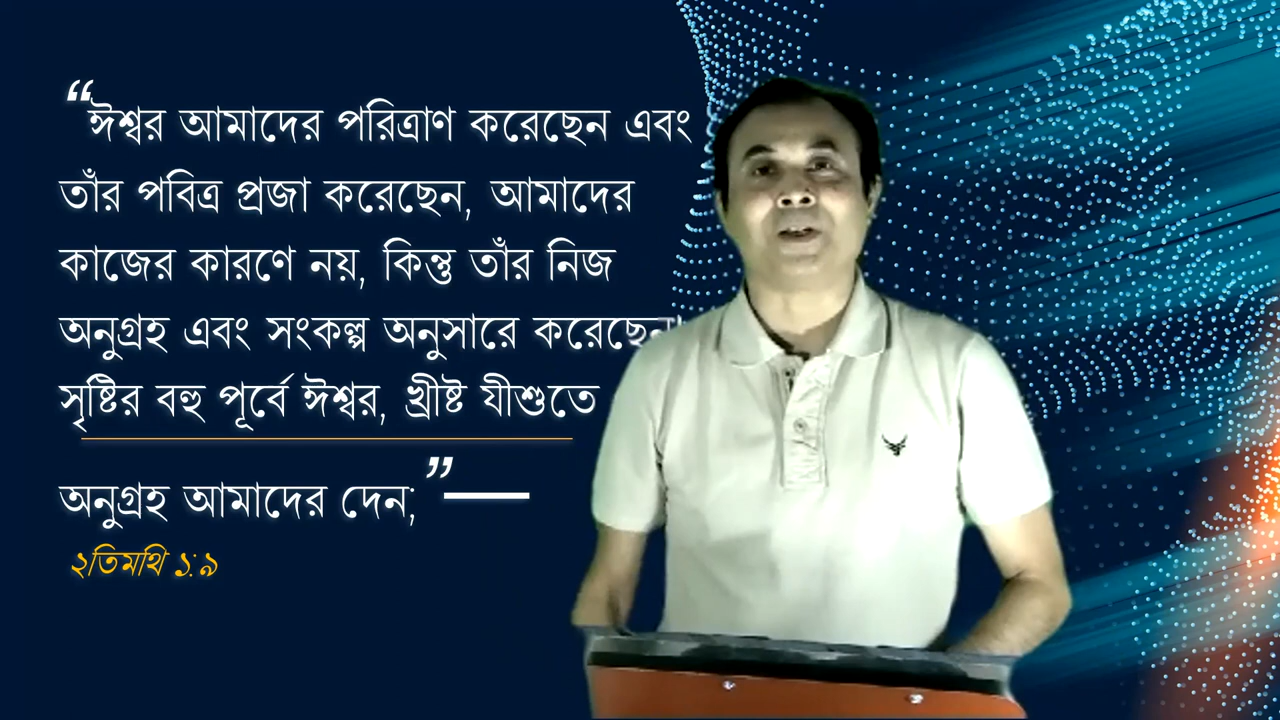 “ঈশ্বর আমাদের পরিত্রাণ করেছেন এবং
তাঁর পবিত্র প্রজা করেছেন, আমাদের
কাজের কারণে নয়, কিন্তু তাঁর নিজ
অনুগ্রহ এবং সংকল্প অনুসারে করেছেন
সৃষ্টির বহু পূর্বে ঈশ্বর, খ্রীষ্ট যীশুতে
অনুগ্রহ আমাদের দেন;”—
২তিমথি ১:৯